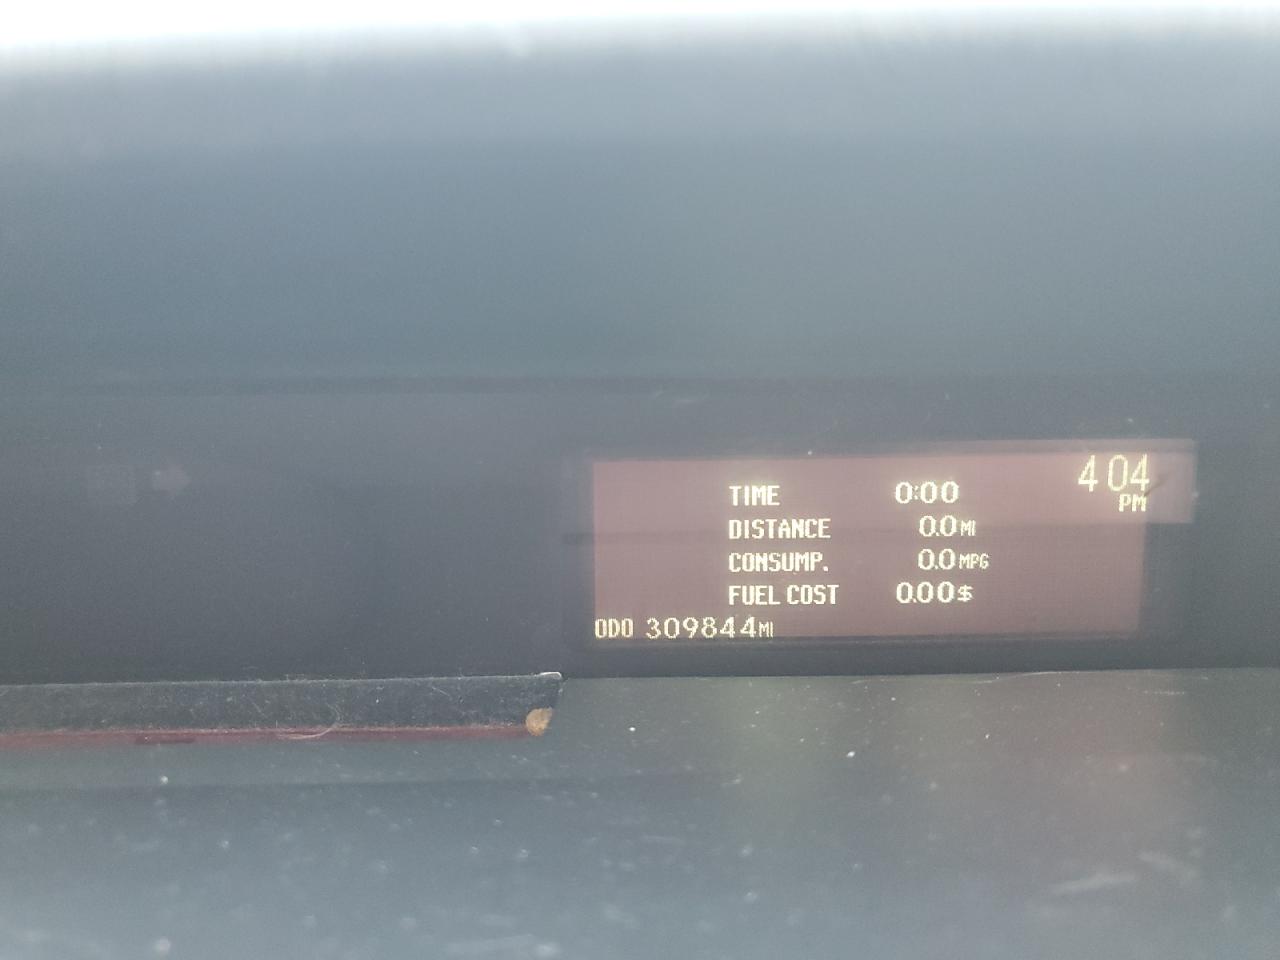 4 04
PM
TIME 0:00
DISTANCE 0.0 MI
CONSUMP. 0.0 MPG
FUEL COST 0.00 $
ODO 309844 MI